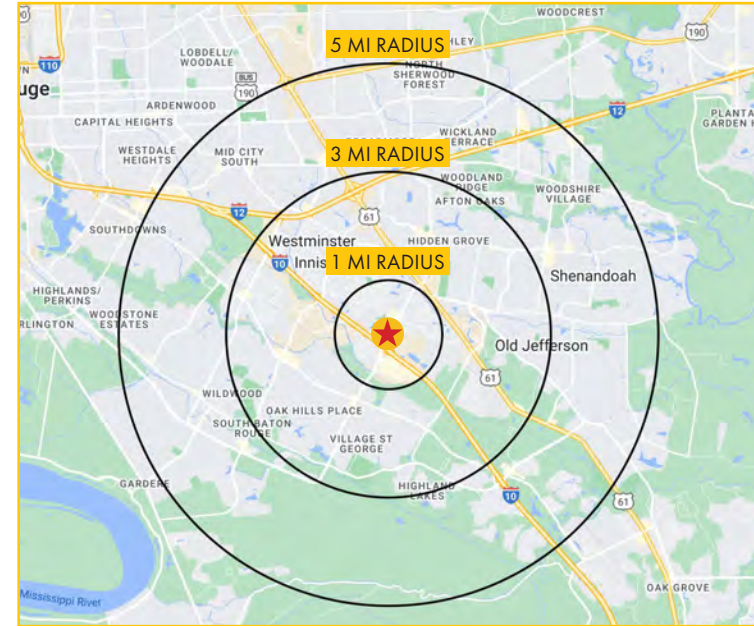 WOODCREST
90
190
5 MI RADIUS
HLEY
LOBDELL/
WOODALE
NORTH
SHERWOOD
FOREST
110
BUS
190
uge
ARDENWOOD
12
CAPITAL HEIGHTS
PLANTA
GARDEN H
WICKLAND
TERRACE
WESTDALE
HEIGHTS
MID CITY
SOUTH
3 MI RADIUS
WOODLAND
RIDGE
AFTON OAKS
WOODSHIRE
VILLAGE
12
61
SOUTHDOWNS
Westminster
HIDDEN GROVE
10
Innis
1 MI RADIUS
Shenandoah
HIGHLANDS/
PERKINS
WOODSTONE
ESTATES
RLINGTON
Old Jefferson
61
WILDWOOD
OAK HILLS PLACE
SOUTH BATON
ROUGE
VILLAGE ST
GEORGE
GARDERE
HIGHLAND
LAKES
10
61
OAK GROVE
Mississippi River